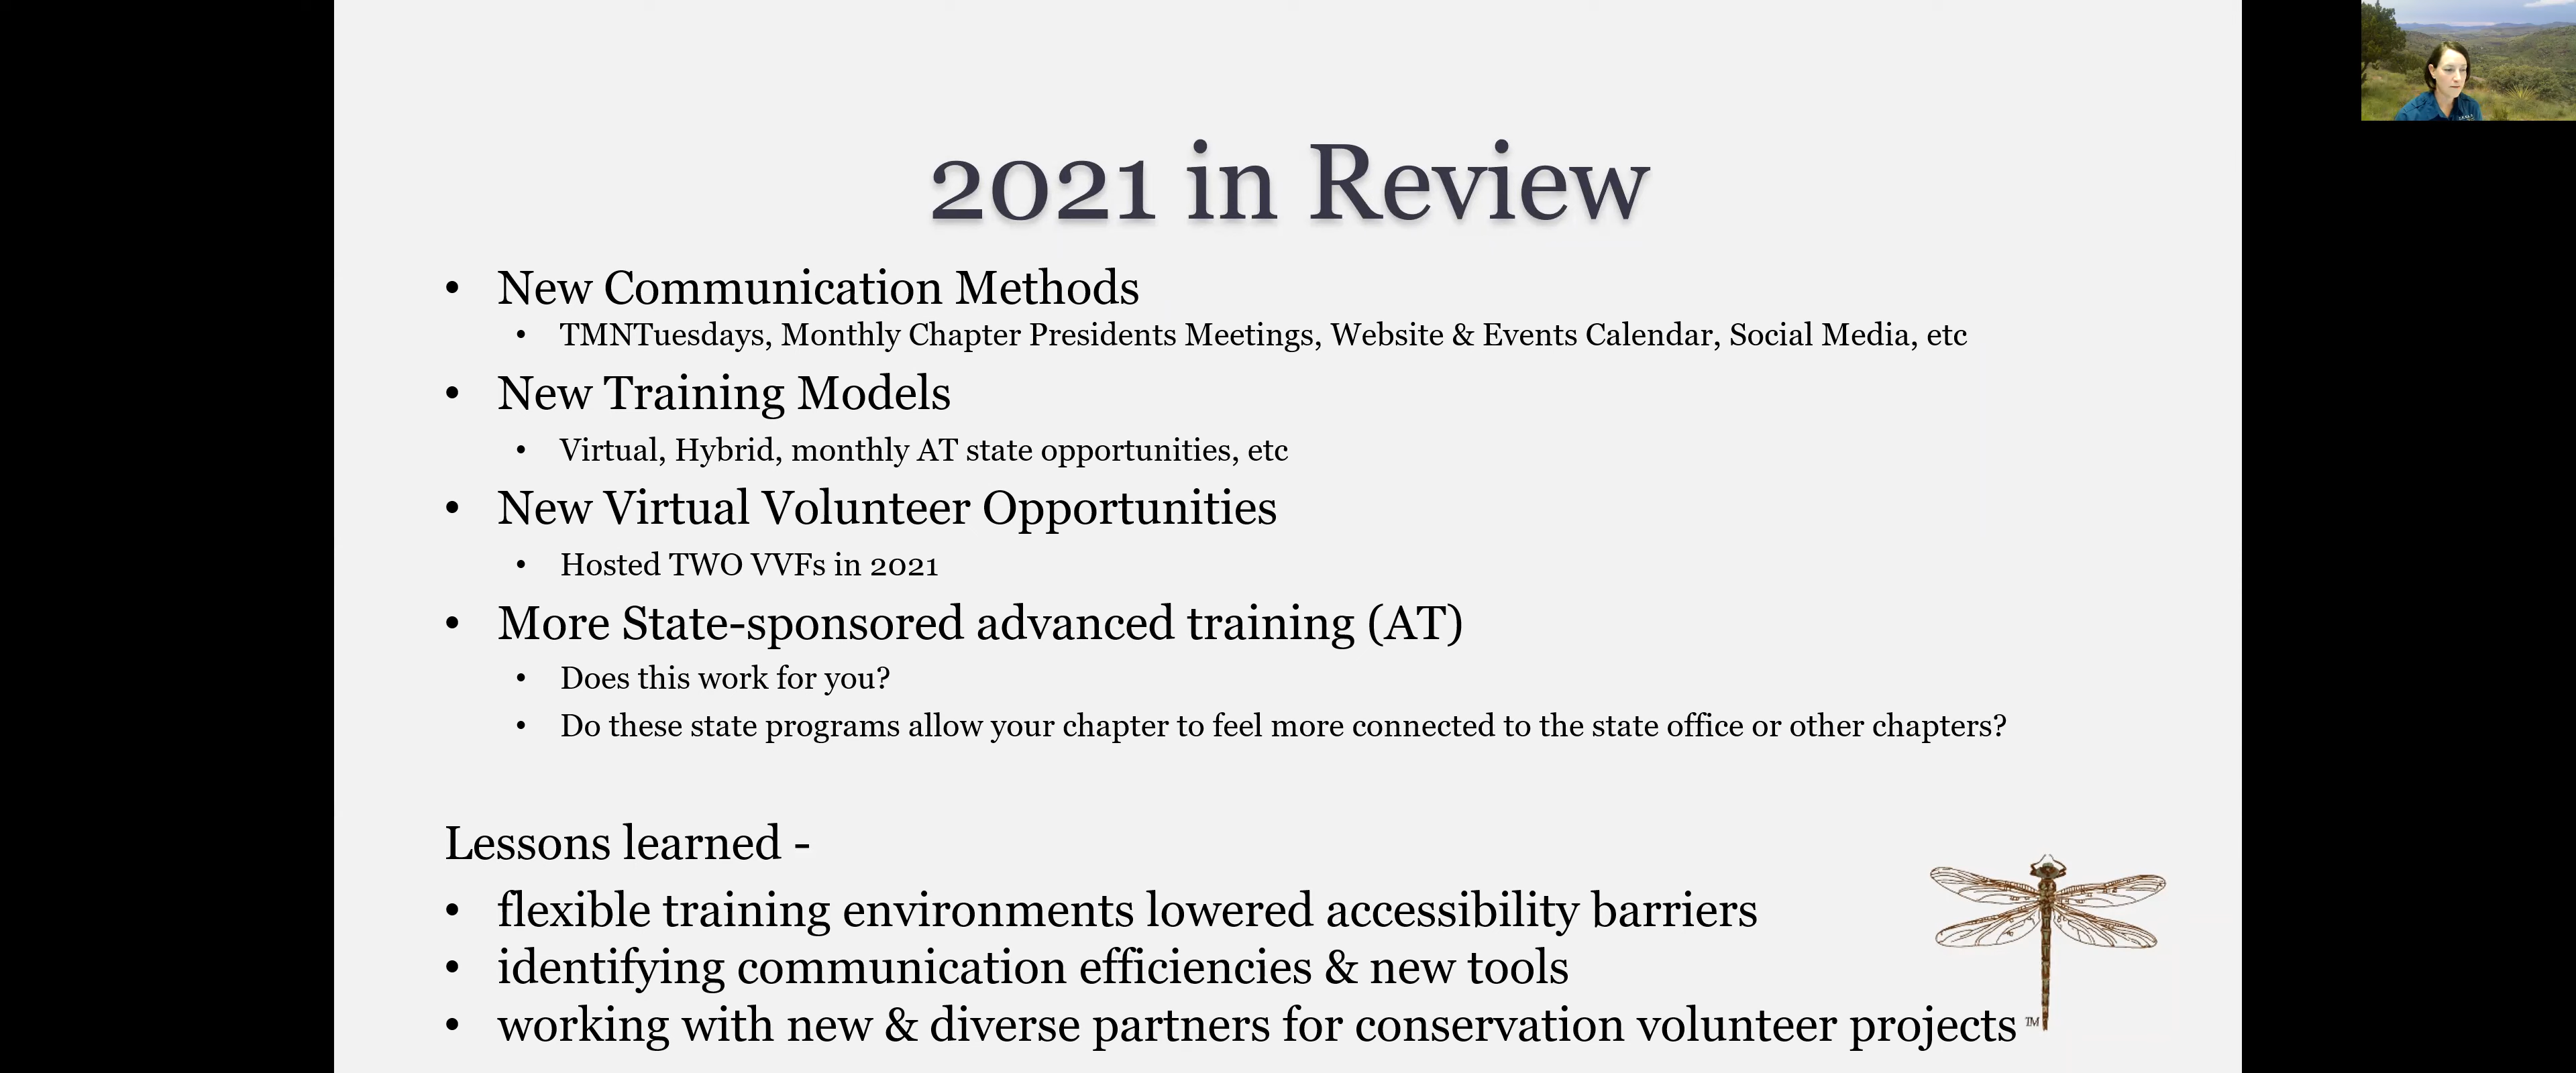 2021 in Review
• New Communication Methods
• TMNTuesdays, Monthly Chapter Presidents Meetings, Website & Events Calendar, Social Media, etc
• New Training Models
• Virtual, Hybrid, monthly AT state opportunities, etc
• New Virtual Volunteer Opportunities
• Hosted TWO VVFs in 2021
• More State-sponsored advanced training (AT)
• Does this work for you?
• Do these state programs allow your chapter to feel more connected to the state office or other chapters?
Lessons learned -
• flexible training environments lowered accessibility barriers
• identifying communication efficiencies & new tools
• working with new & diverse partners for conservation volunteer projects
TM